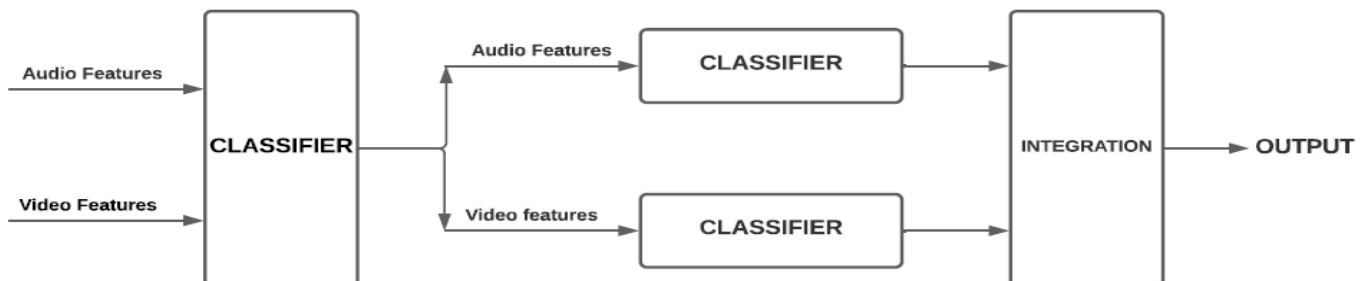 Audio Features
Video Features
CLASSIFIER
Audio Features
Video features
CLASSIFIER
CLASSIFIER
INTEGRATION
OUTPUT